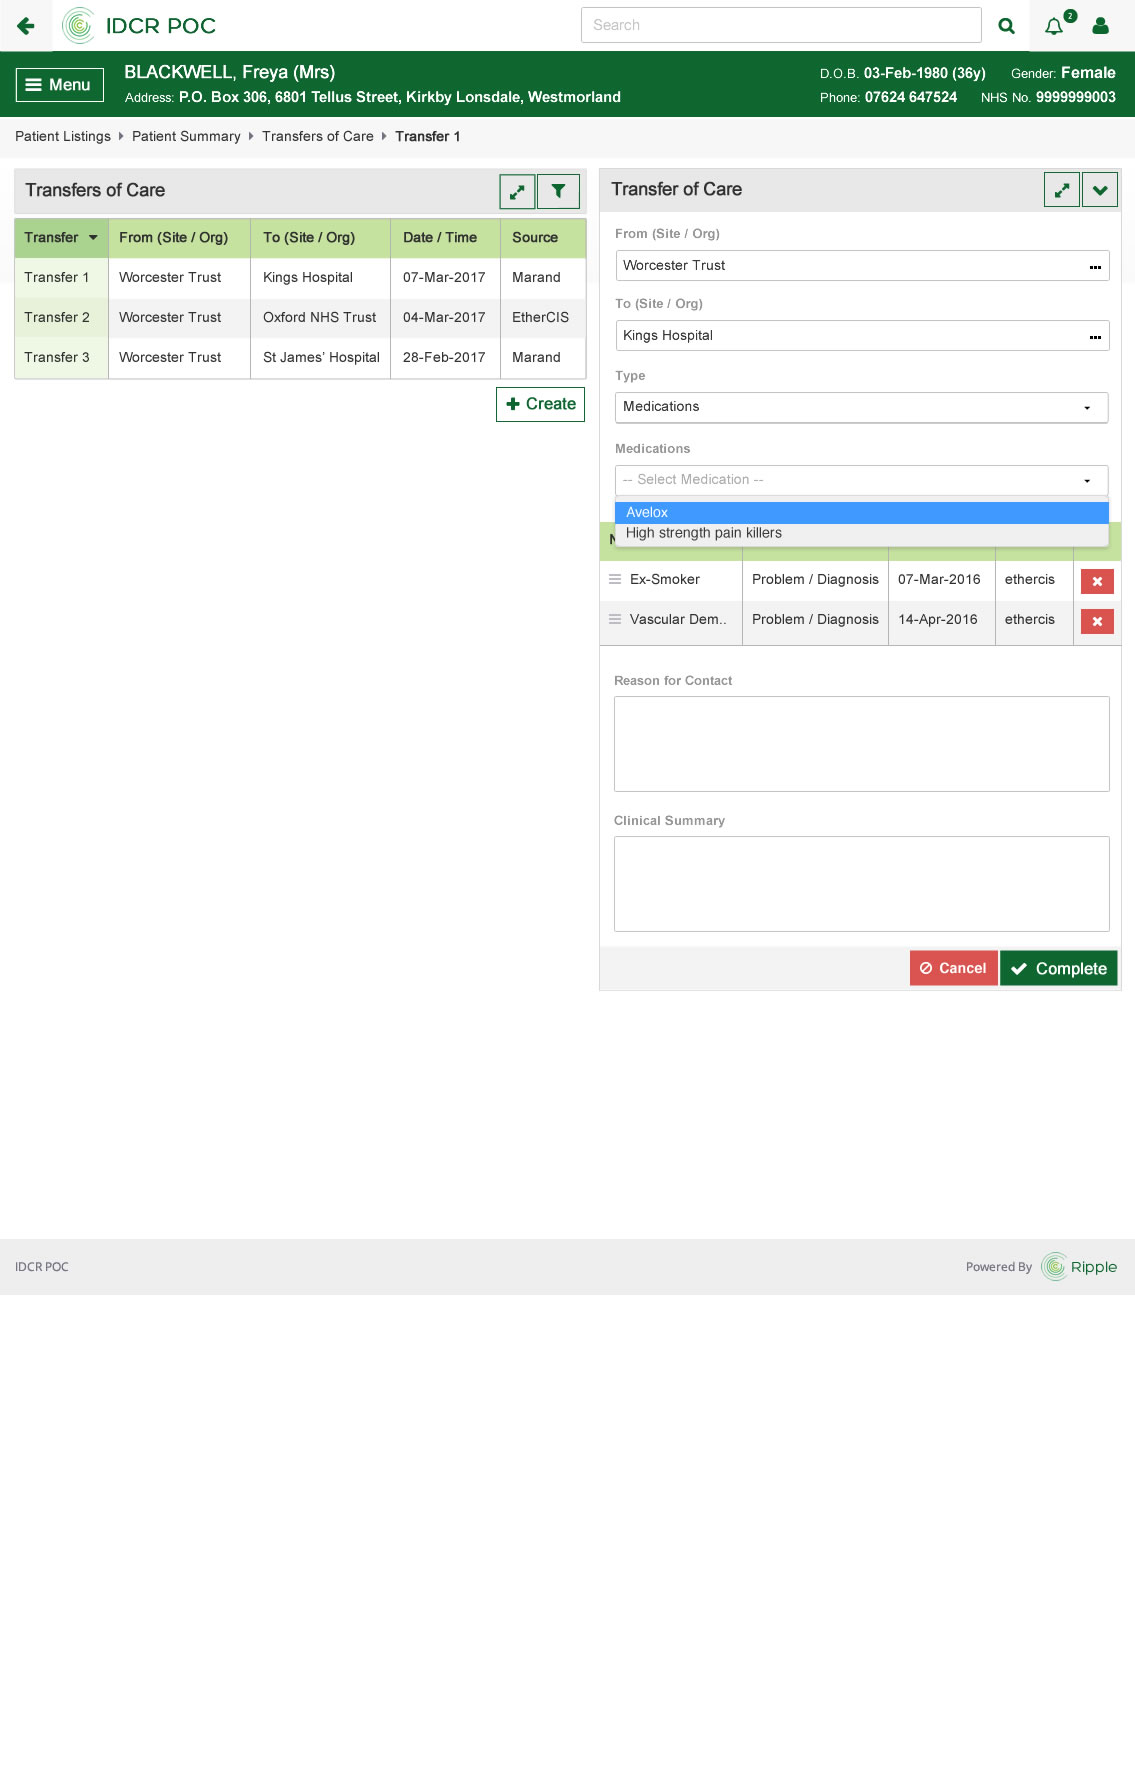 IDCR POC
Search
2
Menu
BLACKWELL, Freya (Mrs)
Address: P.O. Box 306, 6801 Tellus Street, Kirkby Lonsdale, Westmorland
D.O.B. 03-Feb-1980 (36y) Gender: Female
Phone: 07624 647524 NHS No. 9999999003
Patient Listings Patient Summary Transfers of Care Transfer 1
Transfers of Care
Transfer From (Site / Org) To (Site / Org) Date / Time Source
Transfer 1 Worcester Trust Kings Hospital 07-Mar-2017 Marand
Transfer 2 Worcester Trust Oxford NHS Trust 04-Mar-2017 EtherCIS
Transfer 3 Worcester Trust St James’ Hospital 28-Feb-2017 Marand
Create
Transfer of Care
From (Site / Org)
Worcester Trust
To (Site / Org)
Kings Hospital
Type
Medications
Medications
-- Select Medication --
Avelox
High strength pain killers
Ex-Smoker Problem / Diagnosis 07-Mar-2016 ethercis
Vascular Dem.. Problem / Diagnosis 14-Apr-2016 ethercis
Reason for Contact
Clinical Summary
Cancel Complete
IDCR POC
Powered By Ripple